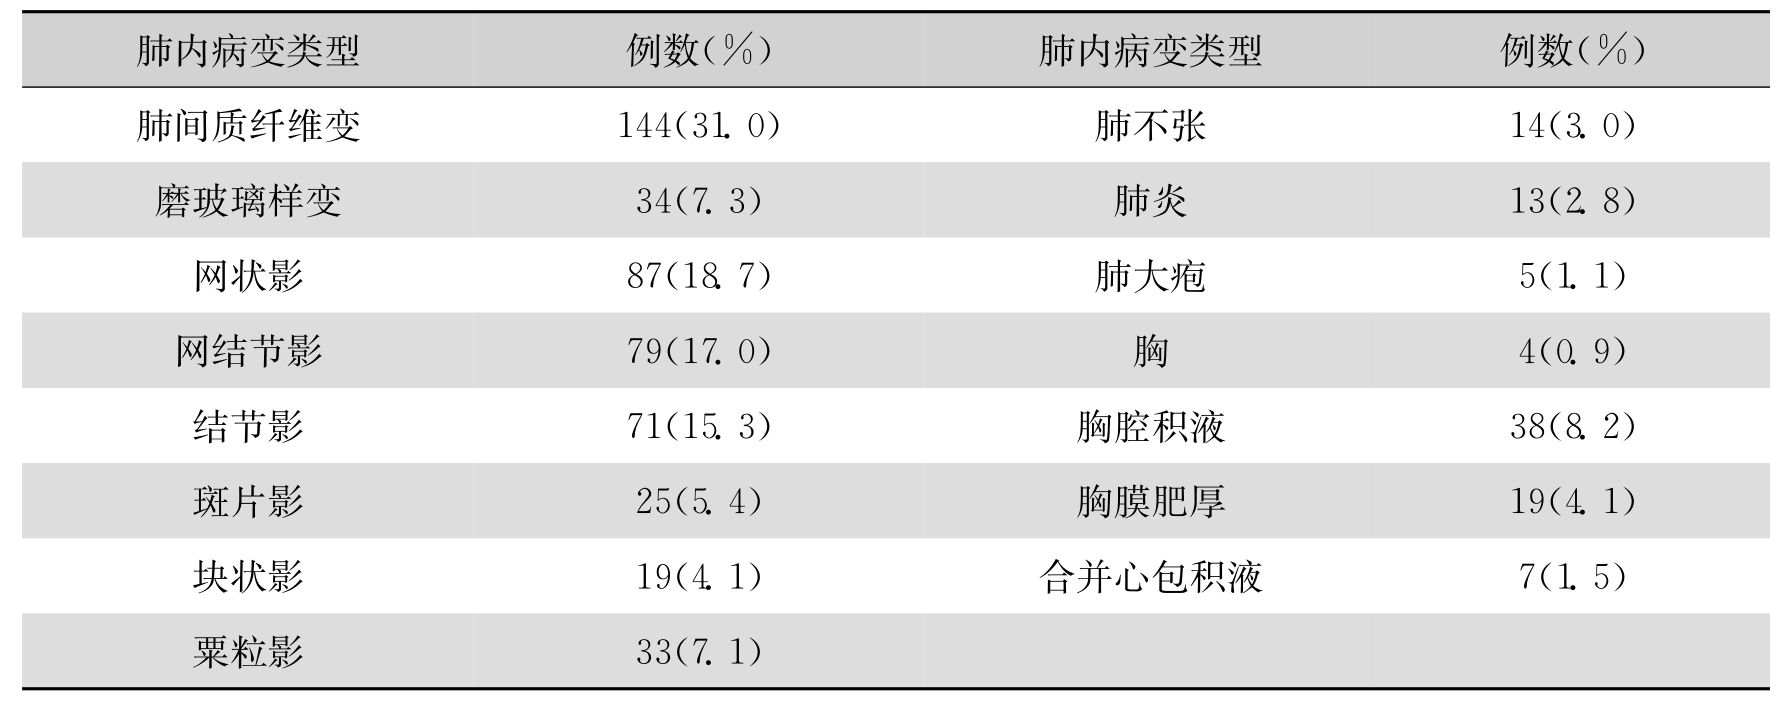 肺内病变类型 例数(%) 肺内病变类型 例数(%)
肺间质纤维变 144(31.0) 肺不张 14(3.0)
磨玻璃样变 34(7.3) 肺炎 13(2.8)
网状影 87(18.7) 肺大疱 5(1.1)
网结节影 79(17.0) 胸 4(0.9)
结节影 71(15.3) 胸腔积液 38(8.2)
斑片影 25(5.4) 胸膜肥厚 19(4.1)
块状影 19(4.1) 合并心包积液 7(1.5)
粟粒影 33(7.1)